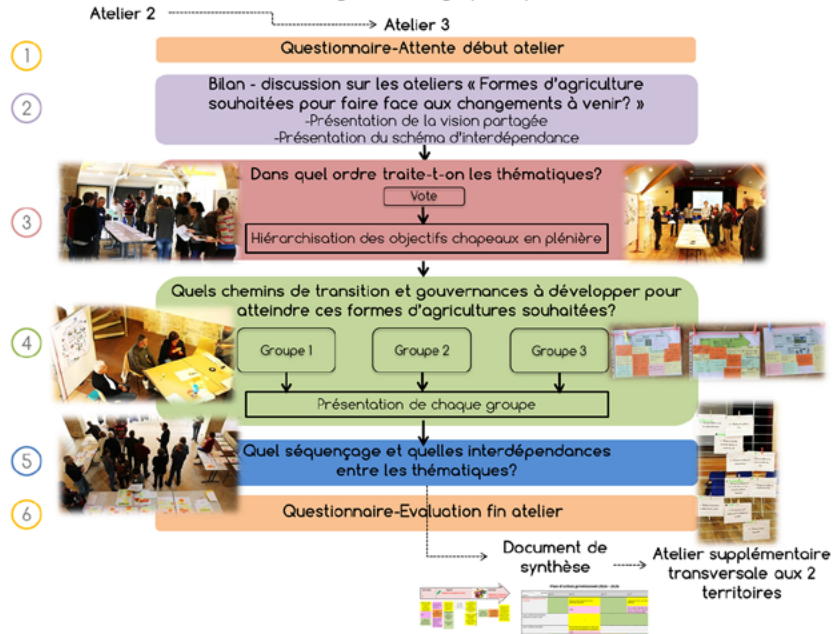 Atelier 2
Atelier 3
1
Questionnaire-Attente début atelier
2
Bilan - discussion sur les ateliers « Formes d'agriculture
souhaitées pour faire face aux changements à venir? »
-Présentation de la vision partagée
-Présentation du schéma d'interdépendance
3
Dans quel ordre traite-t-on les thématiques?
Vote
Hiérarchisation des objectifs chapeaux en plénière
4
Quels chemins de transition et gouvernances à développer pour
atteindre ces formes d'agricultures souhaitées?
Groupe 1
Groupe 2
Groupe 3
Présentation de chaque groupe
5
Quel séquençage et quelles interdépendances
entre les thématiques?
6
Questionnaire-Evaluation fin atelier
Document de
synthèse
Atelier supplémentaire
transversale aux 2
territoires